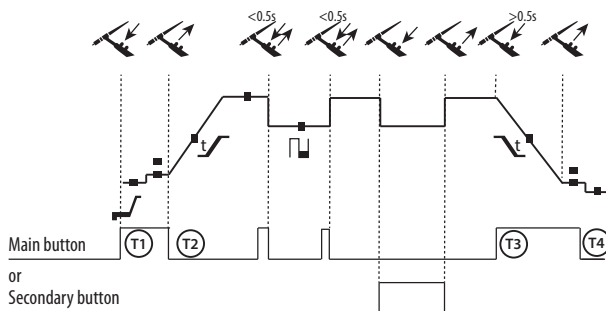 <0.5s <0.5s >0.5s
t t
Main button T1 T2 T3 T4
or
Secondary button